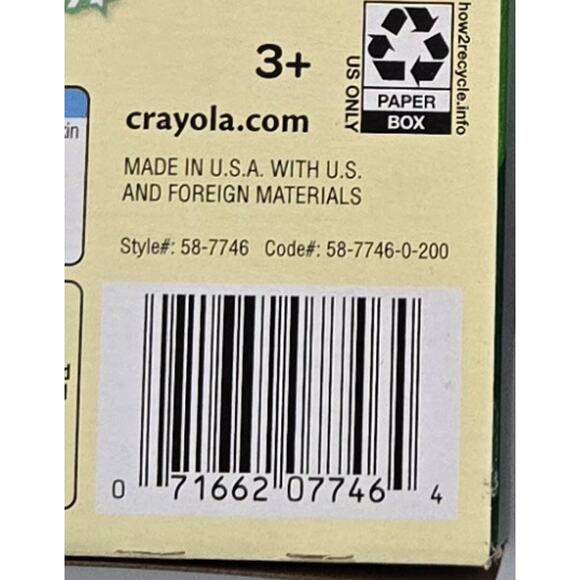 3+
US ONLY
PAPER
BOX
how2recycle.info
crayola.com
MADE IN U.S.A. WITH U.S.
AND FOREIGN MATERIALS
Style#: 58-7746 Code#: 58-7746-0-200
0 71662 07746 4